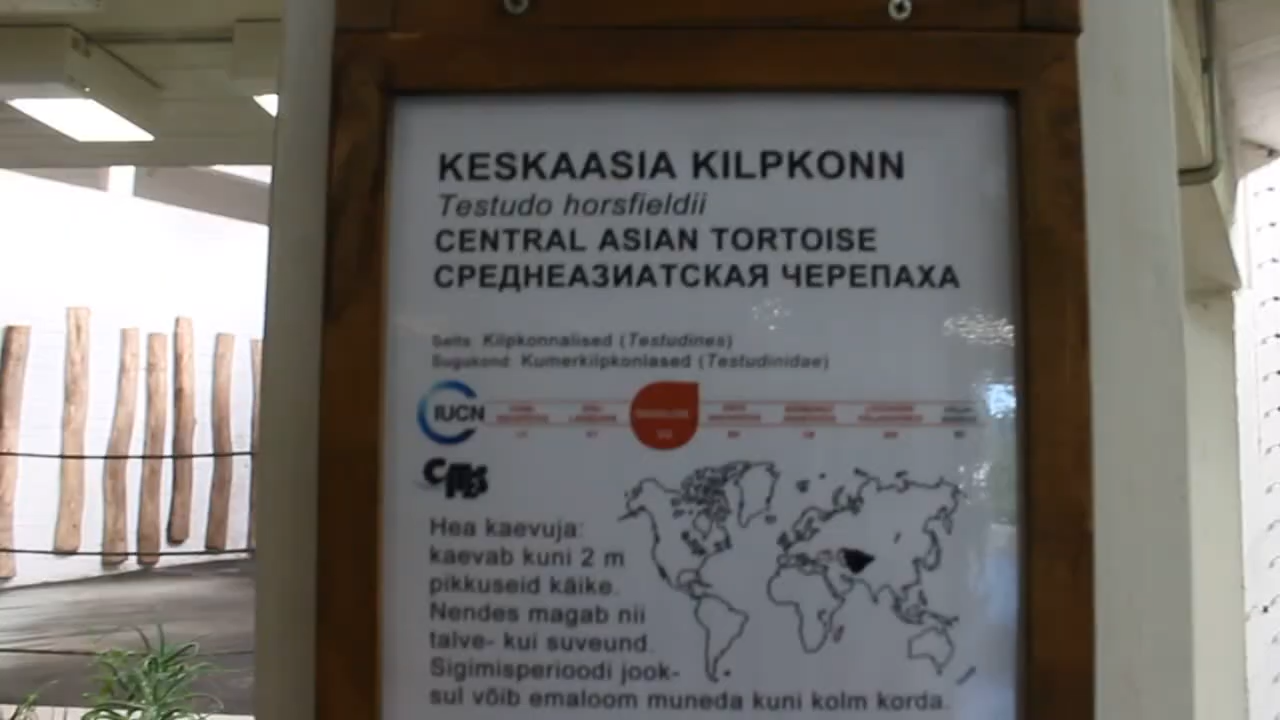 KESKAASIA KILPKONN
Testudo horsfieldii
CENTRAL ASIAN TORTOISE
СРЕДНЕАЗИАТСКАЯ ЧЕРЕПАХА
Selts: Kilpkonnalised (Testudines)
Sugukond: Kumerkilpkonlased (Testudinidae)
IUCN
Hea kaevuja:
kaevab kuni 2 m
pikkuseid käike.
Nendes magab nii
talve- kui suveund.
Sigimisperioodi jook-
sul võib emaloom muneda kuni kolm korda.